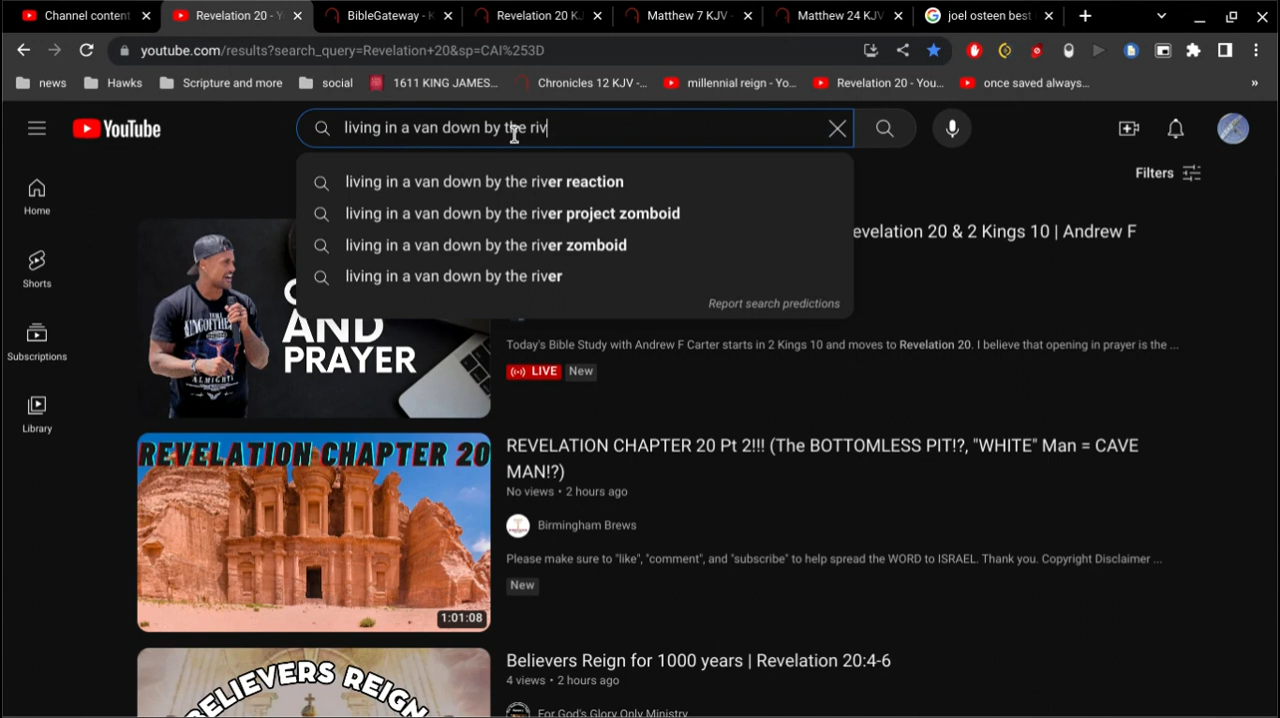 Channel content
Revelation 20 - Y
BibleGateway - K
Revelation 20 KJ
Matthew 7 KJV -
Matthew 24 KJV
joel osteen best
youtube.com/results?search_query=Revelation+20&sp=CAI%253D
news
Hawks
Scripture and more
social
1611 KING JAMES...
Chronicles 12 KJV -...
millennial reign - Yo...
Revelation 20 - You...
once saved always...
»
YouTube
living in a van down by the riv
living in a van down by the river reaction
living in a van down by the river project zomboid
living in a van down by the river zomboid
living in a van down by the river
Report search predictions
Filters
Home
Shorts
Subscriptions
Library
evelation 20 & 2 Kings 10 | Andrew F
AND
PRAYER
Today's Bible Study with Andrew F Carter starts in 2 Kings 10 and moves to Revelation 20. I believe that opening in prayer is the ...
LIVE New
REVELATION CHAPTER 20
1:01:08
REVELATION CHAPTER 20 Pt 2!!! (The BOTTOMLESS PIT!?, "WHITE" Man = CAVE
MAN!?)
No views • 2 hours ago
Birmingham Brews
Please make sure to "like", "comment", and "subscribe" to help spread the WORD to ISRAEL. Thank you. Copyright Disclaimer ...
New
BELIEVERS REIGN
Believers Reign for 1000 years | Revelation 20:4-6
4 views • 2 hours ago
For God's Glory Only Ministry